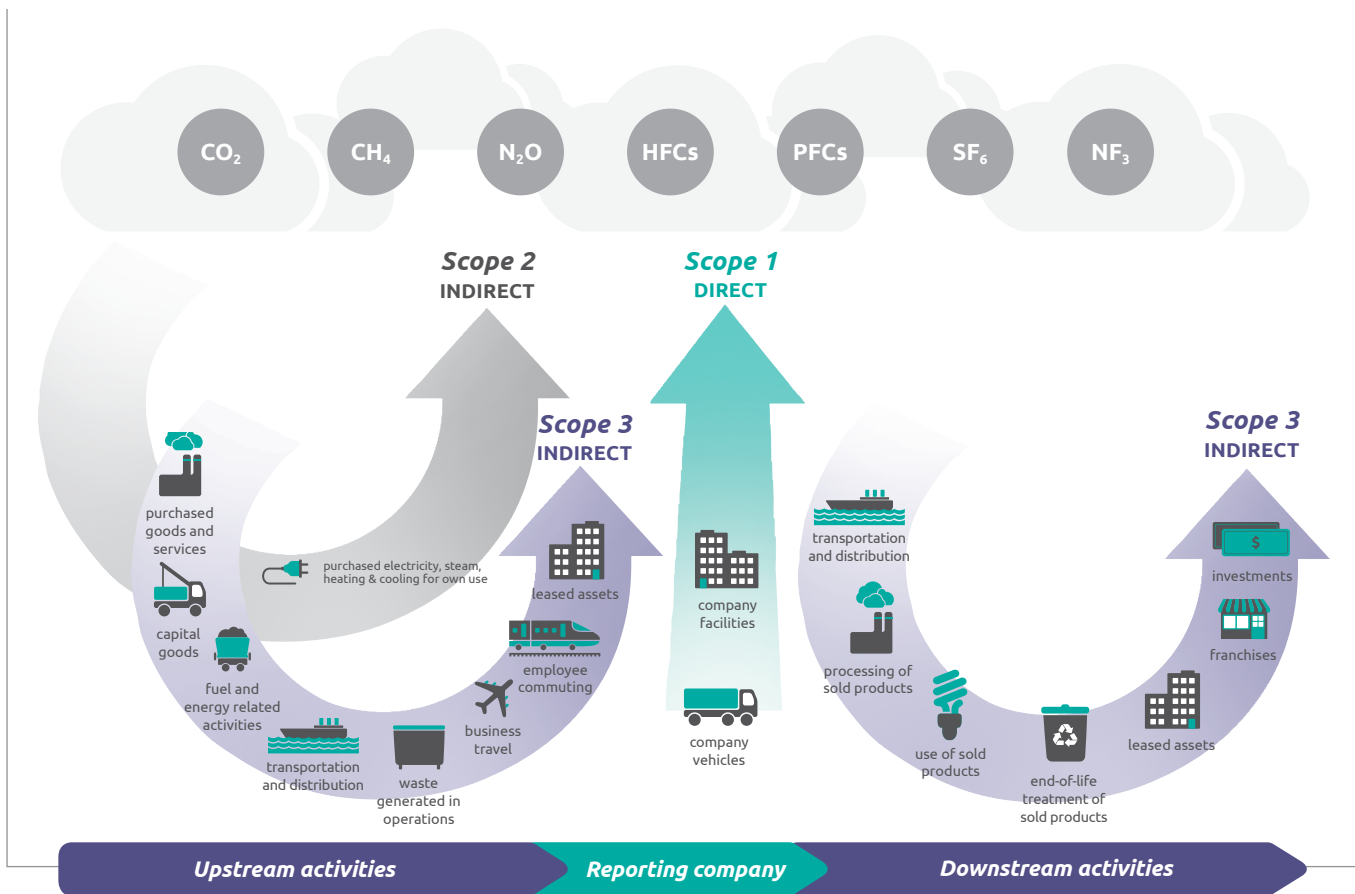 CO₂
CH₄
N₂O
HFCs
PFCs
SF₆
NF₃
Scope 2
INDIRECT
Scope 1
DIRECT
Scope 3
INDIRECT
Scope 3
INDIRECT
purchased
goods and
services
capital
goods
fuel and
energy related
activities
transportation
and distribution
waste
generated in
operations
business
travel
employee
commuting
leased assets
purchased electricity, steam,
heating & cooling for own use
company
facilities
company
vehicles
transportation
and distribution
processing of
sold products
use of sold
products
end-of-life
treatment of
sold products
leased assets
franchises
$
investments
Upstream activities
Reporting company
Downstream activities